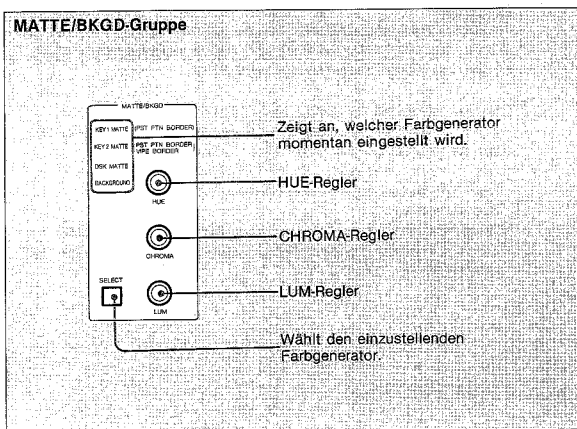 MATTE/BKGD-Gruppe
MATTE/BKGD
KEY1 MATTE (PST PTN BORDER)
KEY2 MATTE (PST PTN BORDER
WIPE BORDER
DSK MATTE
BACKGROUND
HUE
CHROMA
SELECT
LUM
Zeigt an, welcher Farbgenerator
momentan eingestellt wird.
HUE-Regler
CHROMA-Regler
LUM-Regler
Wählt den einzustellenden
Farbgenerator.